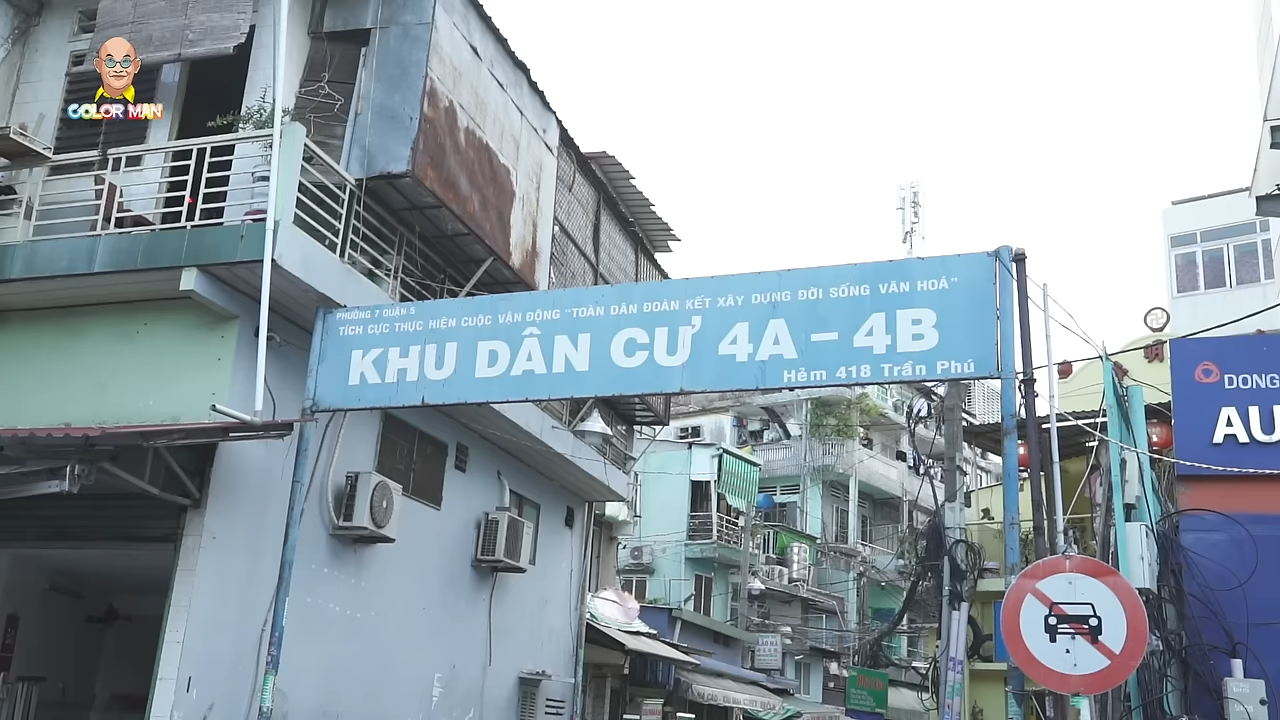 COLOR MAN
PHƯỜNG 7 QUẬN 5
TÍCH CỰC THỰC HIỆN CUỘC VẬN ĐỘNG "TOÀN DÂN ĐOÀN KẾT XÂY DỰNG ĐỜI SỐNG VĂN HOÁ"
KHU DÂN CƯ 4A - 4B
Hẻm 418 Trần Phú
DONG
AU